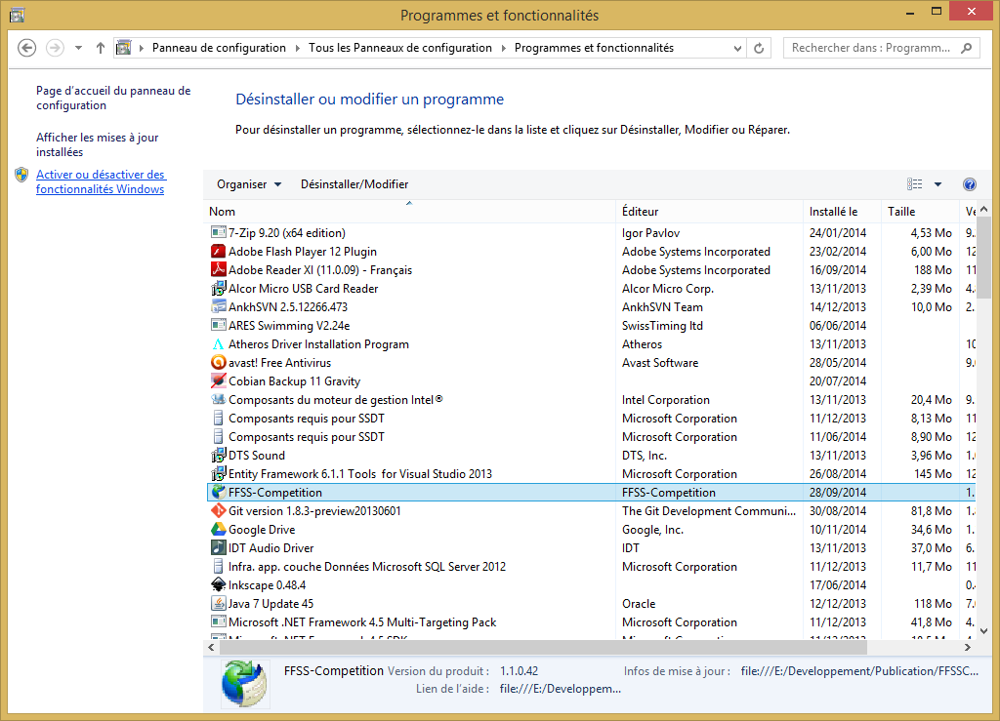 Programmes et fonctionnalités
Panneau de configuration Tous les Panneaux de configuration Programmes et fonctionnalités
Rechercher dans : Programm...
Page d'accueil du panneau de
configuration
Afficher les mises à jour
installées
Activer ou désactiver des
fonctionnalités Windows
Désinstaller ou modifier un programme
Pour désinstaller un programme, sélectionnez-le dans la liste et cliquez sur Désinstaller, Modifier ou Réparer.
Organiser Désinstaller/Modifier
Nom Éditeur Installé le Taille
7-Zip 9.20 (x64 edition) Igor Pavlov 24/01/2014 4,53 Mo 9.
Adobe Flash Player 12 Plugin Adobe Systems Incorporated 23/02/2014 6,00 Mo 12
Adobe Reader XI (11.0.09) - Français Adobe Systems Incorporated 16/09/2014 188 Mo 11
Alcor Micro USB Card Reader Alcor Micro Corp. 13/11/2013 2,39 Mo 4.
AnkhSVN 2.5.12266.473 AnkhSVN Team 14/12/2013 10,0 Mo 2.
ARES Swimming V2.24e SwissTiming ltd 06/06/2014
Atheros Driver Installation Program Atheros 13/11/2013 10
avast! Free Antivirus Avast Software 28/05/2014 9.
Cobian Backup 11 Gravity 20/07/2014
Composants du moteur de gestion Intel® Intel Corporation 13/11/2013 20,4 Mo 9.
Composants requis pour SSDT Microsoft Corporation 11/12/2013 8,13 Mo 11
Composants requis pour SSDT Microsoft Corporation 11/06/2014 8,90 Mo 12
DTS Sound DTS, Inc. 13/11/2013 3,96 Mo 1.
Entity Framework 6.1.1 Tools for Visual Studio 2013 Microsoft Corporation 26/08/2014 145 Mo 12
FFSS-Competition FFSS-Competition 28/09/2014 1.
Git version 1.8.3-preview20130601 The Git Development Communi... 30/08/2014 81,8 Mo 1.
Google Drive Google, Inc. 10/11/2014 34,6 Mo 1.
IDT Audio Driver IDT 13/11/2013 37,0 Mo 6.
Infra. app. couche Données Microsoft SQL Server 2012 Microsoft Corporation 11/12/2013 11,7 Mo 11
Inkscape 0.48.4 17/06/2014 0.
Java 7 Update 45 Oracle 12/12/2013 118 Mo 7.
Microsoft .NET Framework 4.5 Multi-Targeting Pack Microsoft Corporation 11/12/2013 41,8 Mo 4.
FFSS-Competition Version du produit : 1.1.0.42 Infos de mise à jour : file:///E:/Developpement/Publication/FFSSC...
Lien de l'aide : file:///E:/Developpem...